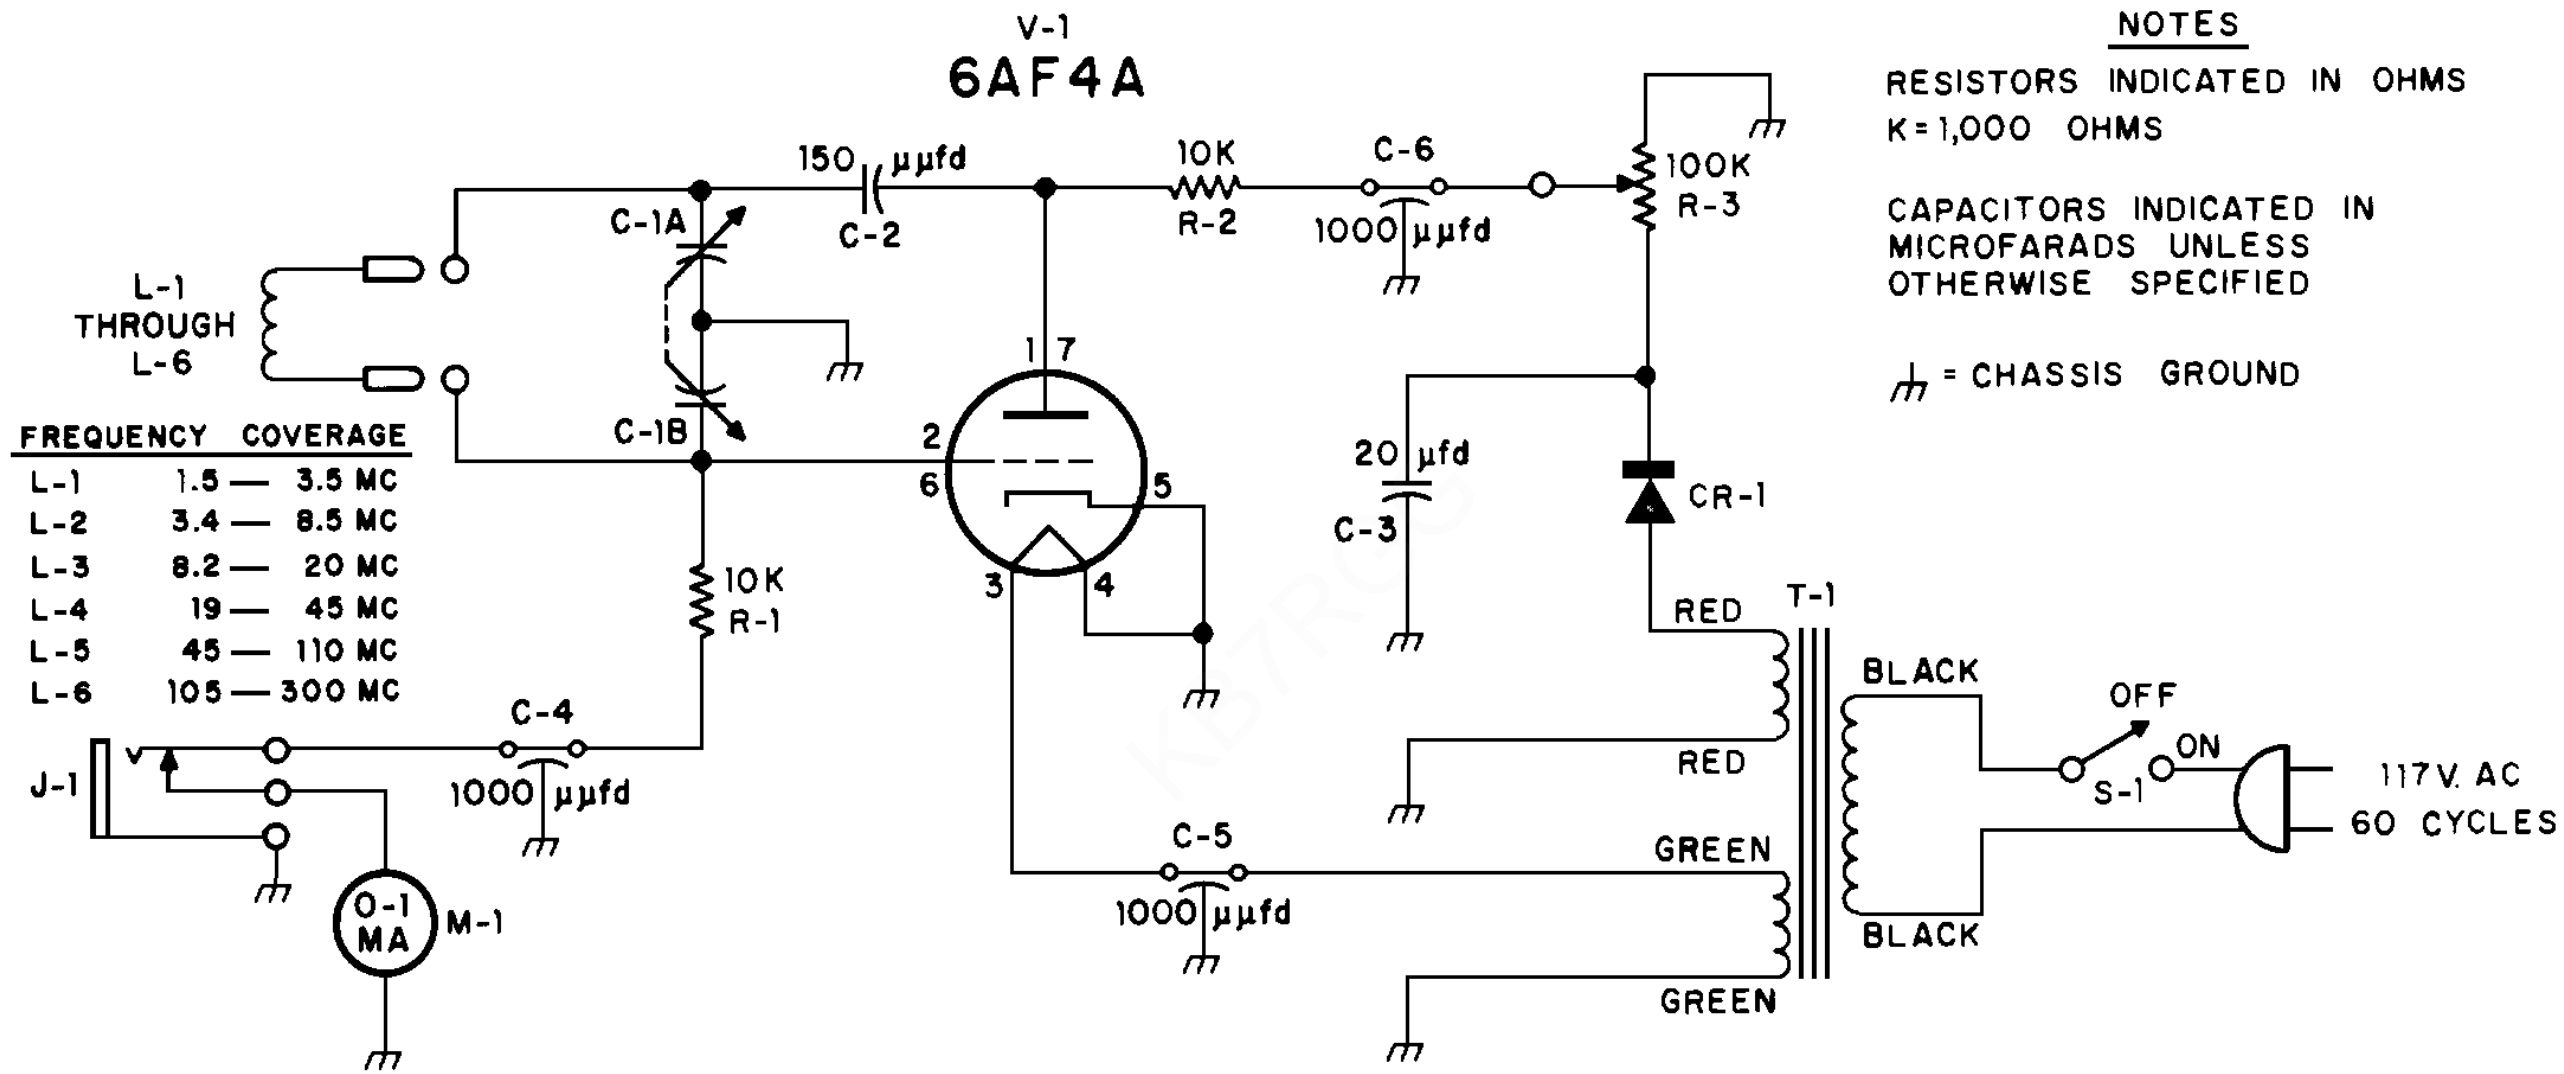 V-1
6AF4A
NOTES
RESISTORS INDICATED IN OHMS
K=1,000 OHMS
CAPACITORS INDICATED IN
MICROFARADS UNLESS
OTHERWISE SPECIFIED
= CHASSIS GROUND
150 µµfd
C-2
C-1A
C-1B
10K
R-2
C-6
1000 µµfd
100K
R-3
L-1
THROUGH
L-6
1 7
2
6
5
3
4
FREQUENCY COVERAGE
L-1 1.5 — 3.5 MC
L-2 3.4 — 8.5 MC
L-3 8.2 — 20 MC
L-4 19 — 45 MC
L-5 45 — 110 MC
L-6 105 — 300 MC
10K
R-1
20 µfd
C-3
CR-1
T-1
RED
RED
BLACK
BLACK
OFF
ON
S-1
117V. AC
60 CYCLES
C-4
1000 µµfd
J-1
0-1
MA
M-1
C-5
1000 µµfd
GREEN
GREEN
KB7RGG